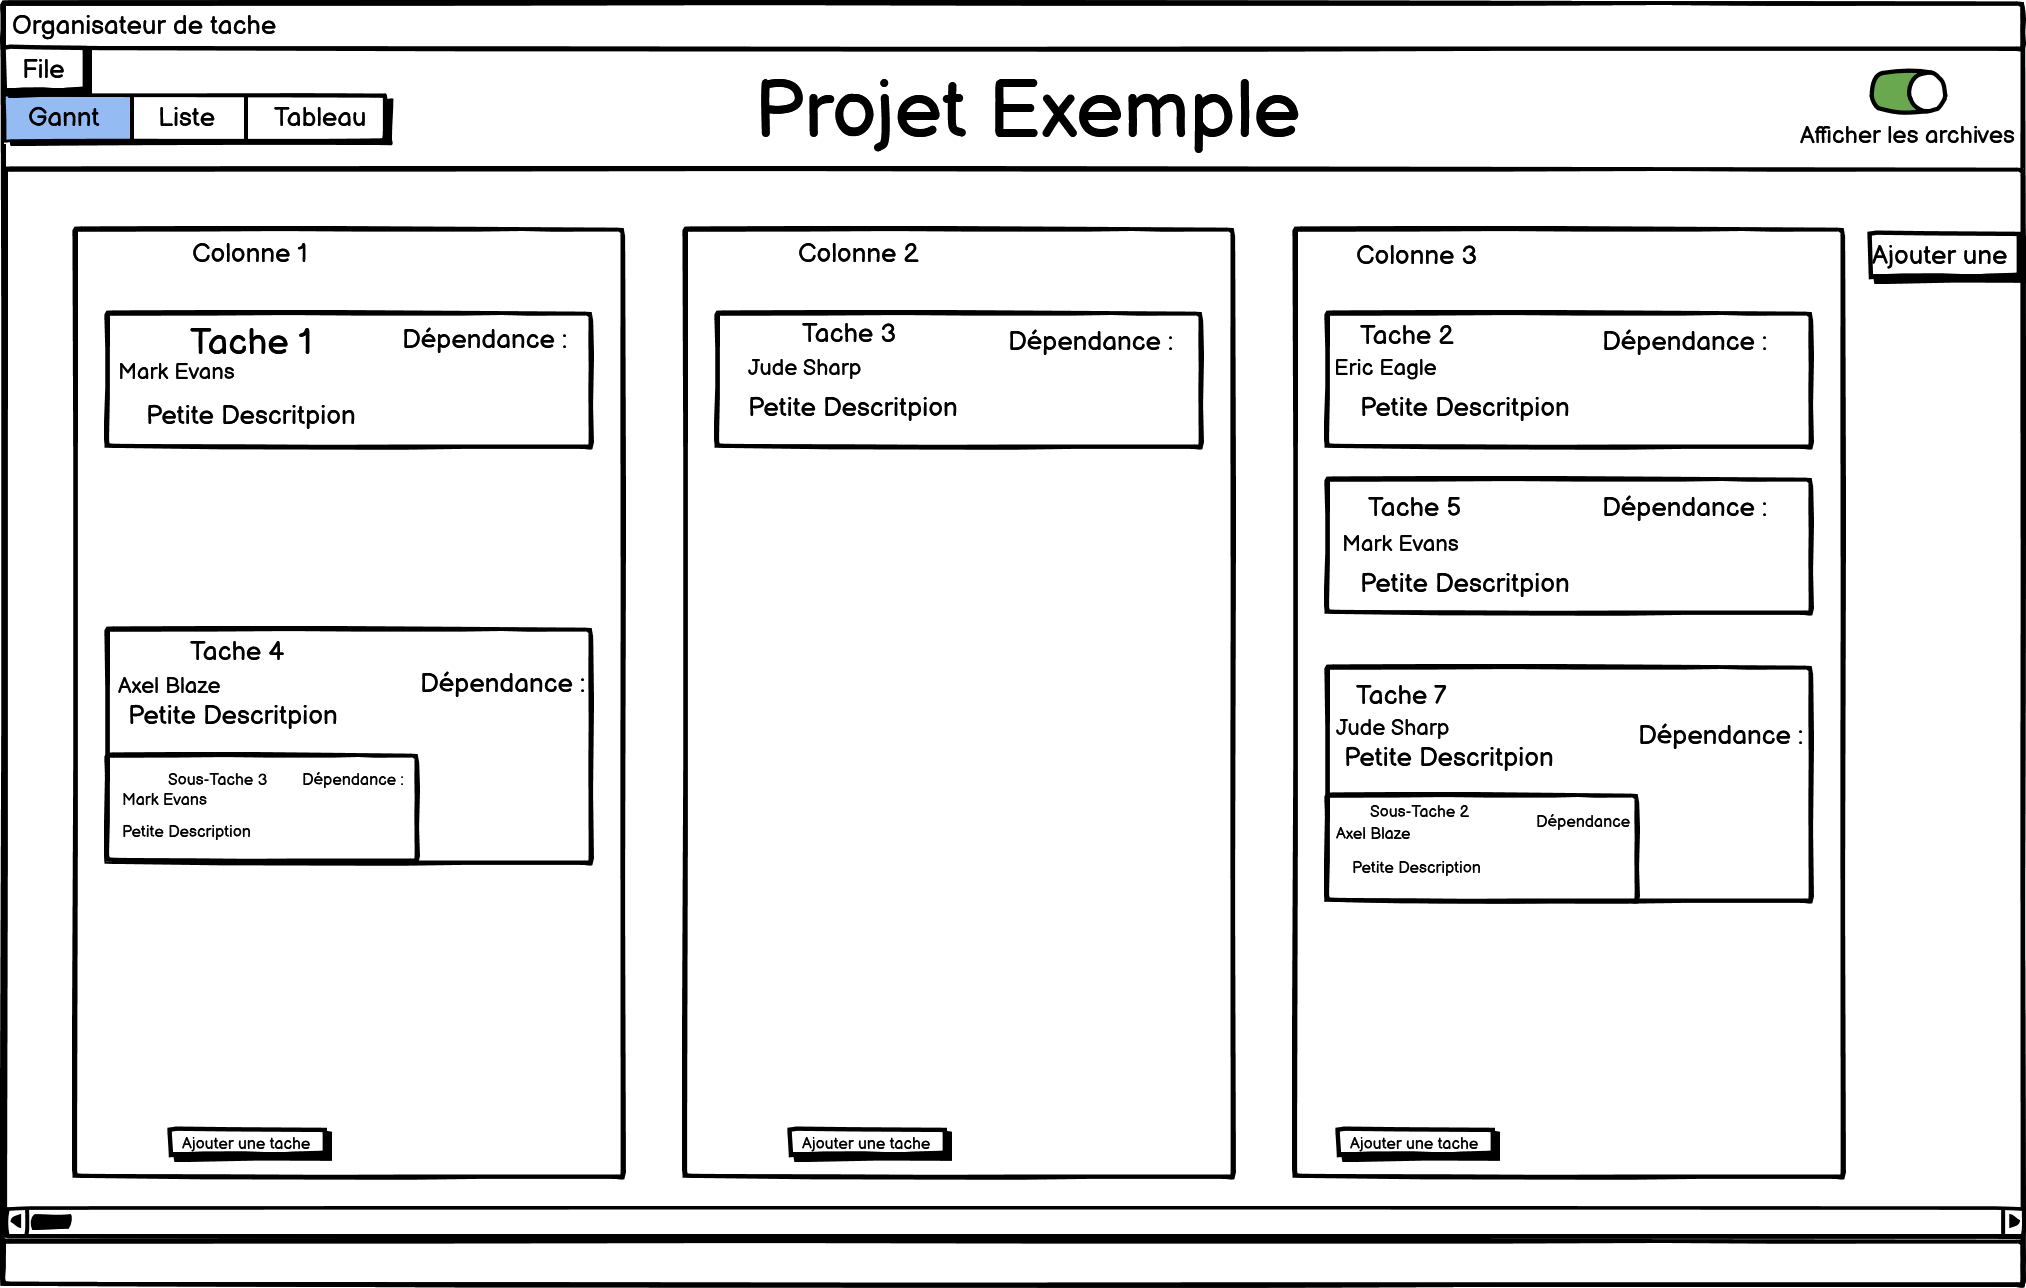 Organisateur de tache
File
Gannt Liste Tableau
Projet Exemple
Afficher les archives
Colonne 1
Tache 1 Dépendance :
Mark Evans
Petite Descritpion
Tache 4
Axel Blaze Dépendance :
Petite Descritpion
Sous-Tache 3 Dépendance :
Mark Evans
Petite Description
Ajouter une tache
Colonne 2
Tache 3 Dépendance :
Jude Sharp
Petite Descritpion
Ajouter une tache
Colonne 3
Tache 2 Dépendance :
Eric Eagle
Petite Descritpion
Tache 5 Dépendance :
Mark Evans
Petite Descritpion
Tache 7
Jude Sharp Dépendance :
Petite Descritpion
Sous-Tache 2 Dépendance
Axel Blaze
Petite Description
Ajouter une tache
Ajouter une